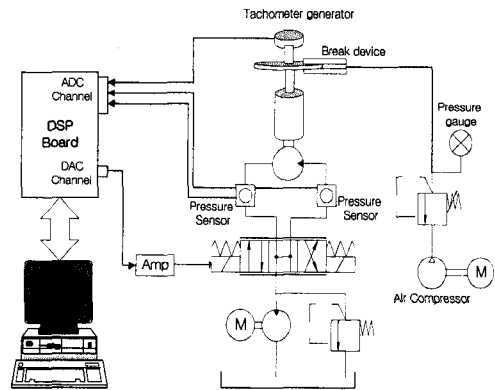 Tachometer generator
Break device
ADC
Channel
DSP
Board
DAC
Channel
Pressure
gauge
Pressure
Sensor
Pressure
Sensor
Amp
M
Air Compressor
M